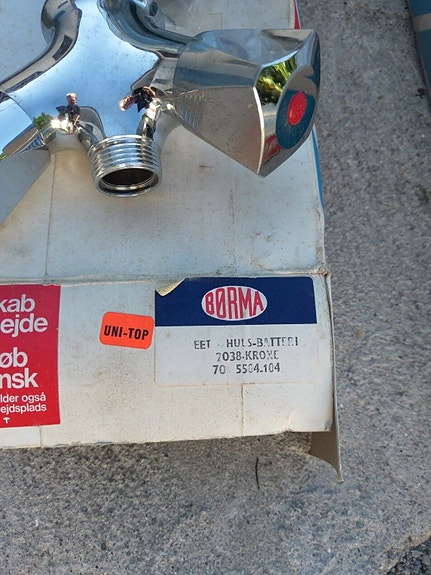 kab
ejde
øb
nsk
lder også
ejdsplads
T
UNI-TOP
BØRMA
EET HULS-BATTERI
7038-KRONE
70 5504.104